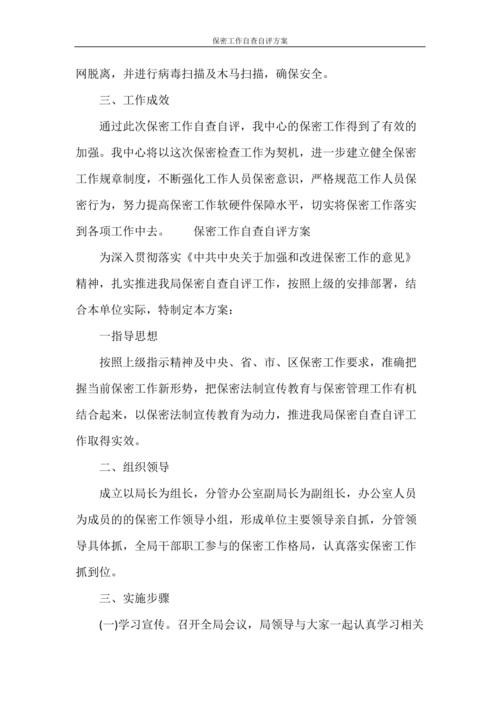 保密工作自查自评方案
网脱离，并进行病毒扫描及木马扫描，确保安全。
三、工作成效
通过此次保密工作自查自评，我中心的保密工作得到了有效的
加强。我中心将以这次保密检查工作为契机，进一步建立健全保密
工作规章制度，不断强化工作人员保密意识，严格规范工作人员保
密行为，努力提高保密工作软硬件保障水平，切实将保密工作落实
到各项工作中去。 保密工作自查自评方案
为深入贯彻落实《中共中央关于加强和改进保密工作的意见》
精神，扎实推进我局保密自查自评工作，按照上级的安排部署，结
合本单位实际，特制定本方案：
一指导思想
按照上级指示精神及中央、省、市、区保密工作要求，准确把
握当前保密工作新形势，把保密法制宣传教育与保密管理工作有机
结合起来，以保密法制宣传教育为动力，推进我局保密自查自评工
作取得实效。
二、组织领导
成立以局长为组长，分管办公室副局长为副组长，办公室人员
为成员的的保密工作领导小组，形成单位主要领导亲自抓，分管领
导具体抓，全局干部职工参与的保密工作格局，认真落实保密工作
抓到位。
三、实施步骤
(一)学习宣传。召开全局会议，局领导与大家一起认真学习相关